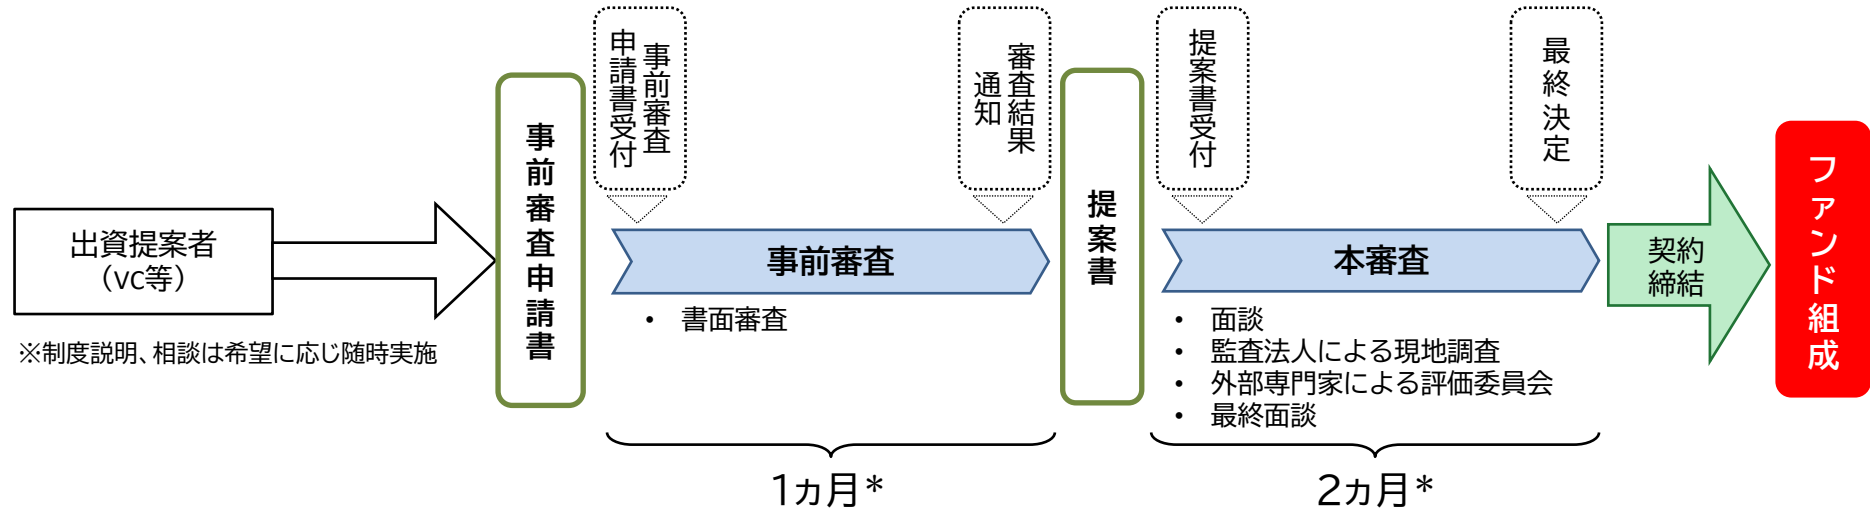 出資提案者
（VC等）
※制度説明、相談は希望に応じ随時実施
事前審査申請書
事前審査
申請書受付
審査結果
通知
事前審査
• 書面審査
1ヵ月*
提案書
提案書受付
最終決定
本審査
• 面談
• 監査法人による現地調査
• 外部専門家による評価委員会
• 最終面談
2ヵ月*
契約
締結
ファンド組成